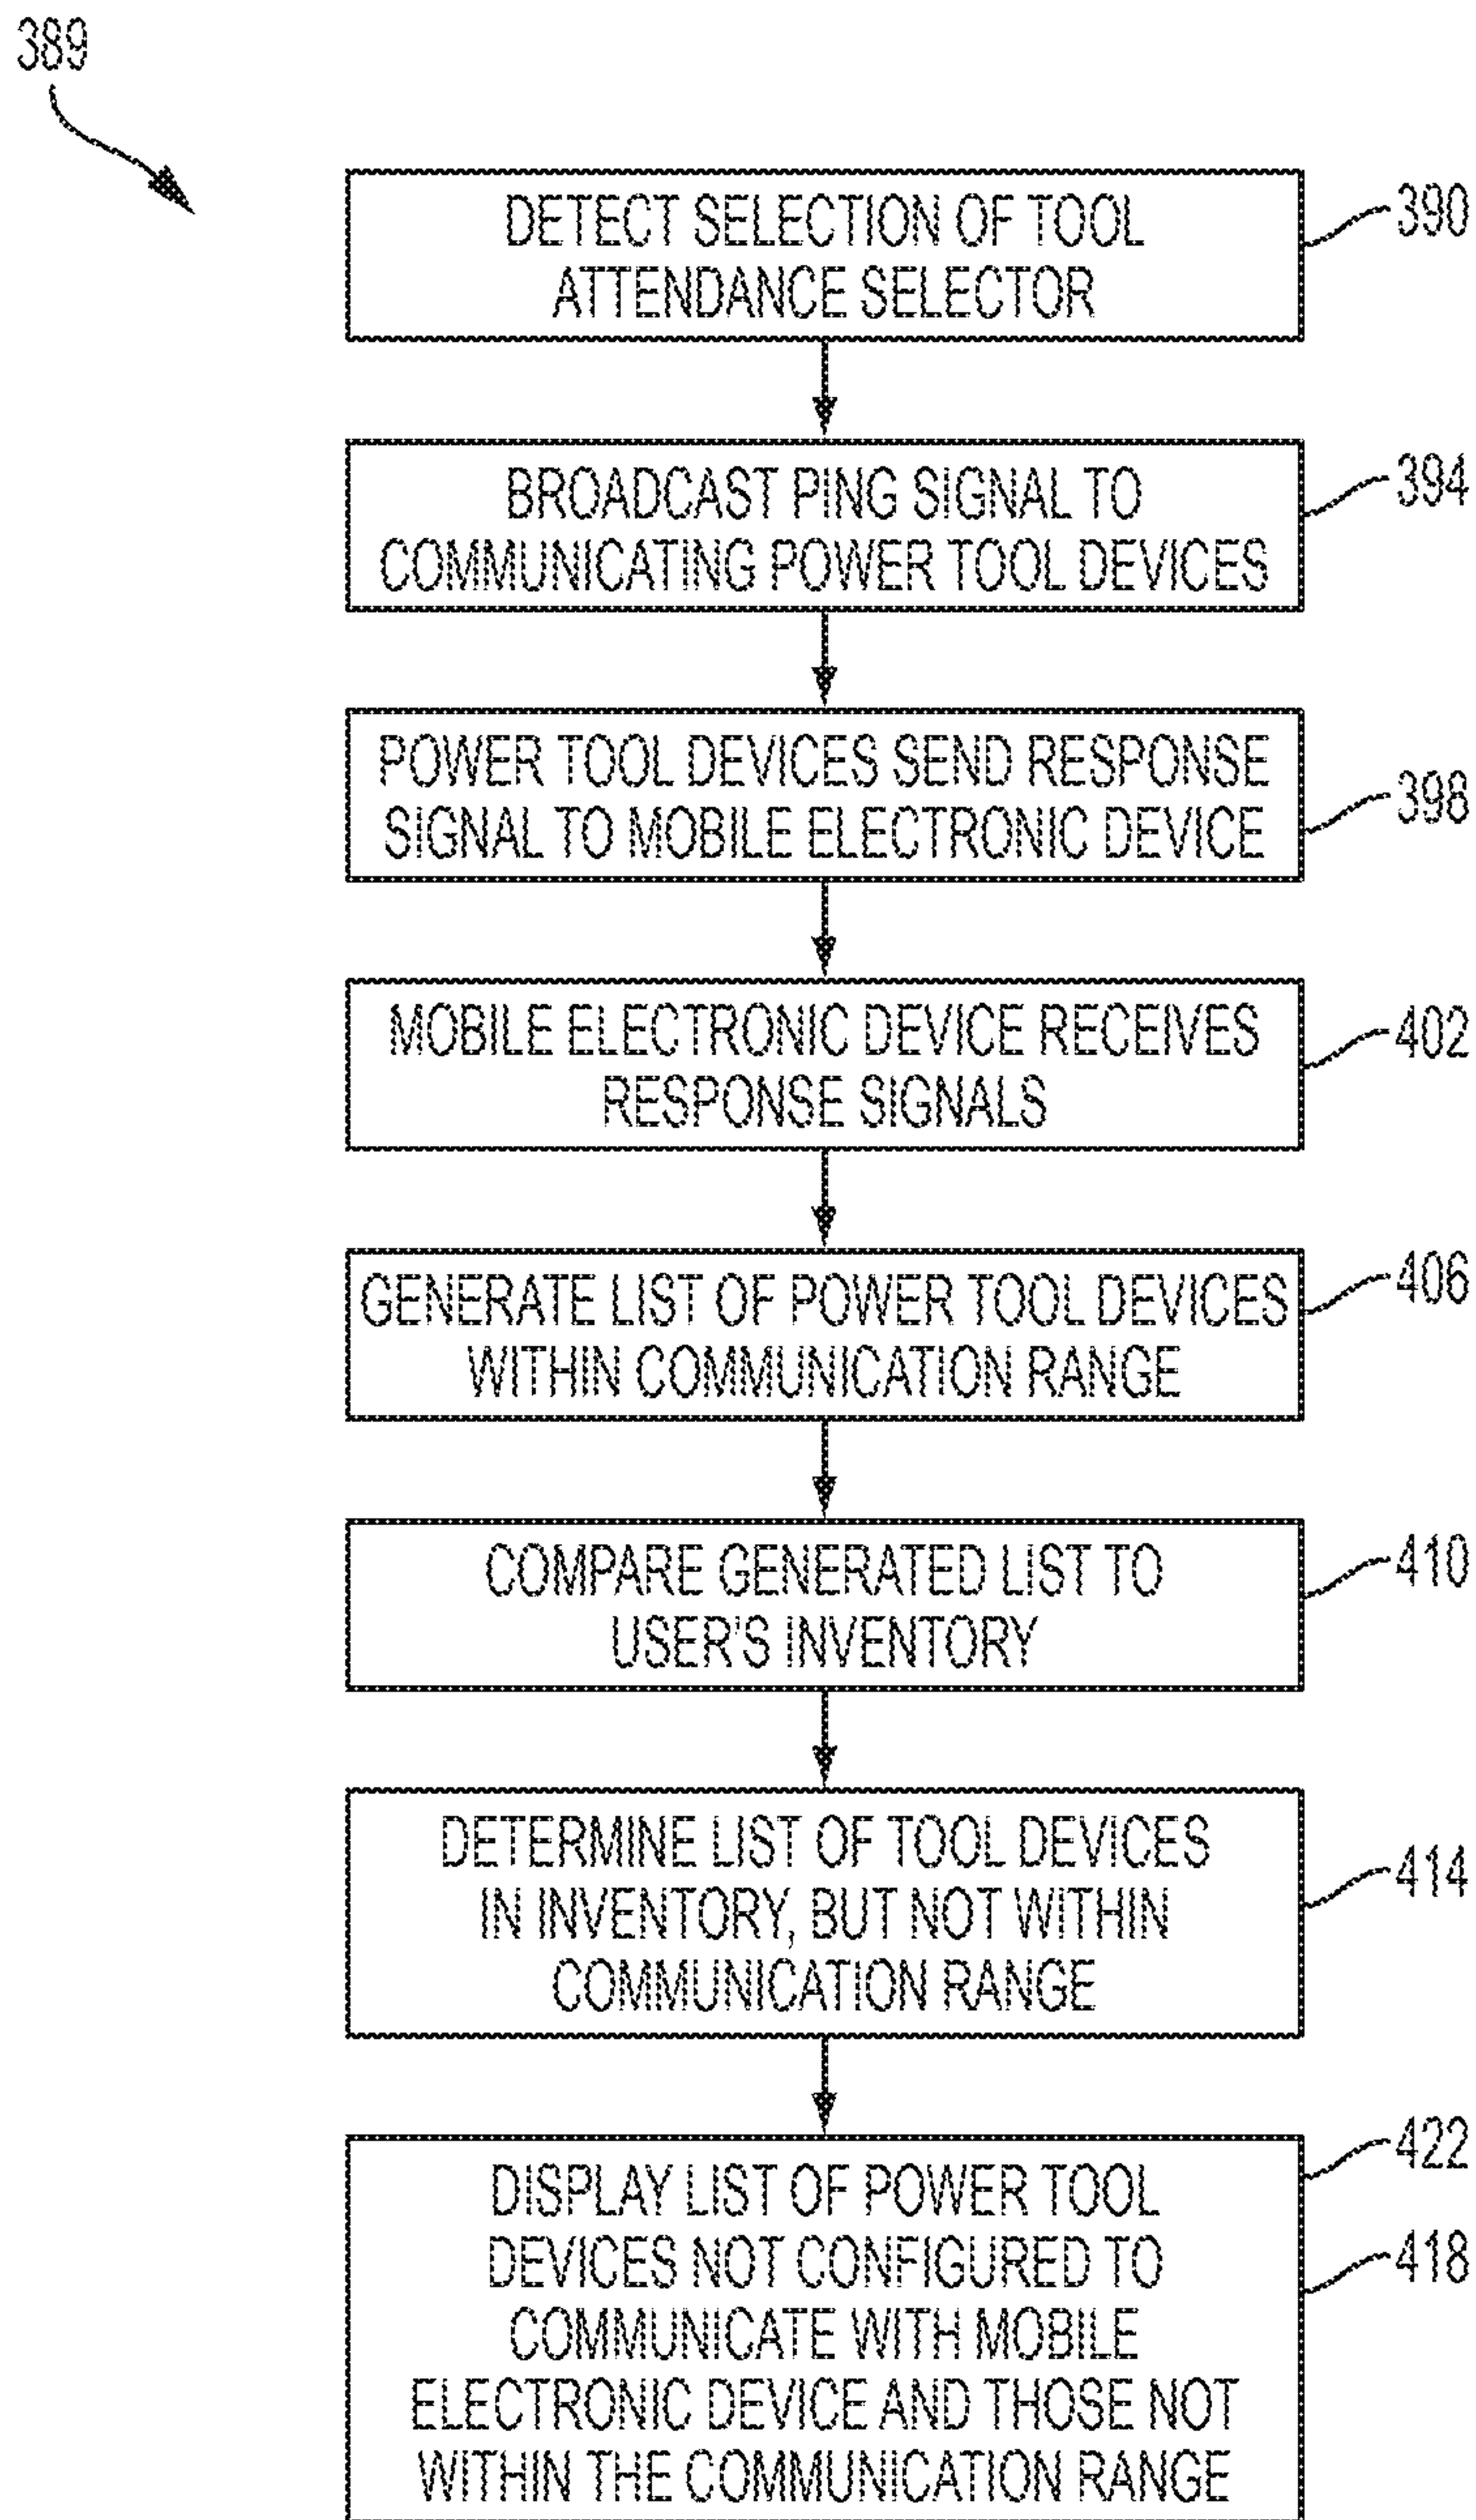 389
DETECT SELECTION OF TOOL
ATTENDANCE SELECTOR
390
BROADCAST PING SIGNAL TO
COMMUNICATING POWER TOOL DEVICES
394
POWER TOOL DEVICES SEND RESPONSE
SIGNAL TO MOBILE ELECTRONIC DEVICE
398
MOBILE ELECTRONIC DEVICE RECEIVES
RESPONSE SIGNALS
402
GENERATE LIST OF POWER TOOL DEVICES
WITHIN COMMUNICATION RANGE
406
COMPARE GENERATED LIST TO
USER'S INVENTORY
410
DETERMINE LIST OF TOOL DEVICES
IN INVENTORY, BUT NOT WITHIN
COMMUNICATION RANGE
414
DISPLAY LIST OF POWER TOOL
DEVICES NOT CONFIGURED TO
COMMUNICATE WITH MOBILE
ELECTRONIC DEVICE AND THOSE NOT
WITHIN THE COMMUNICATION RANGE
422
418